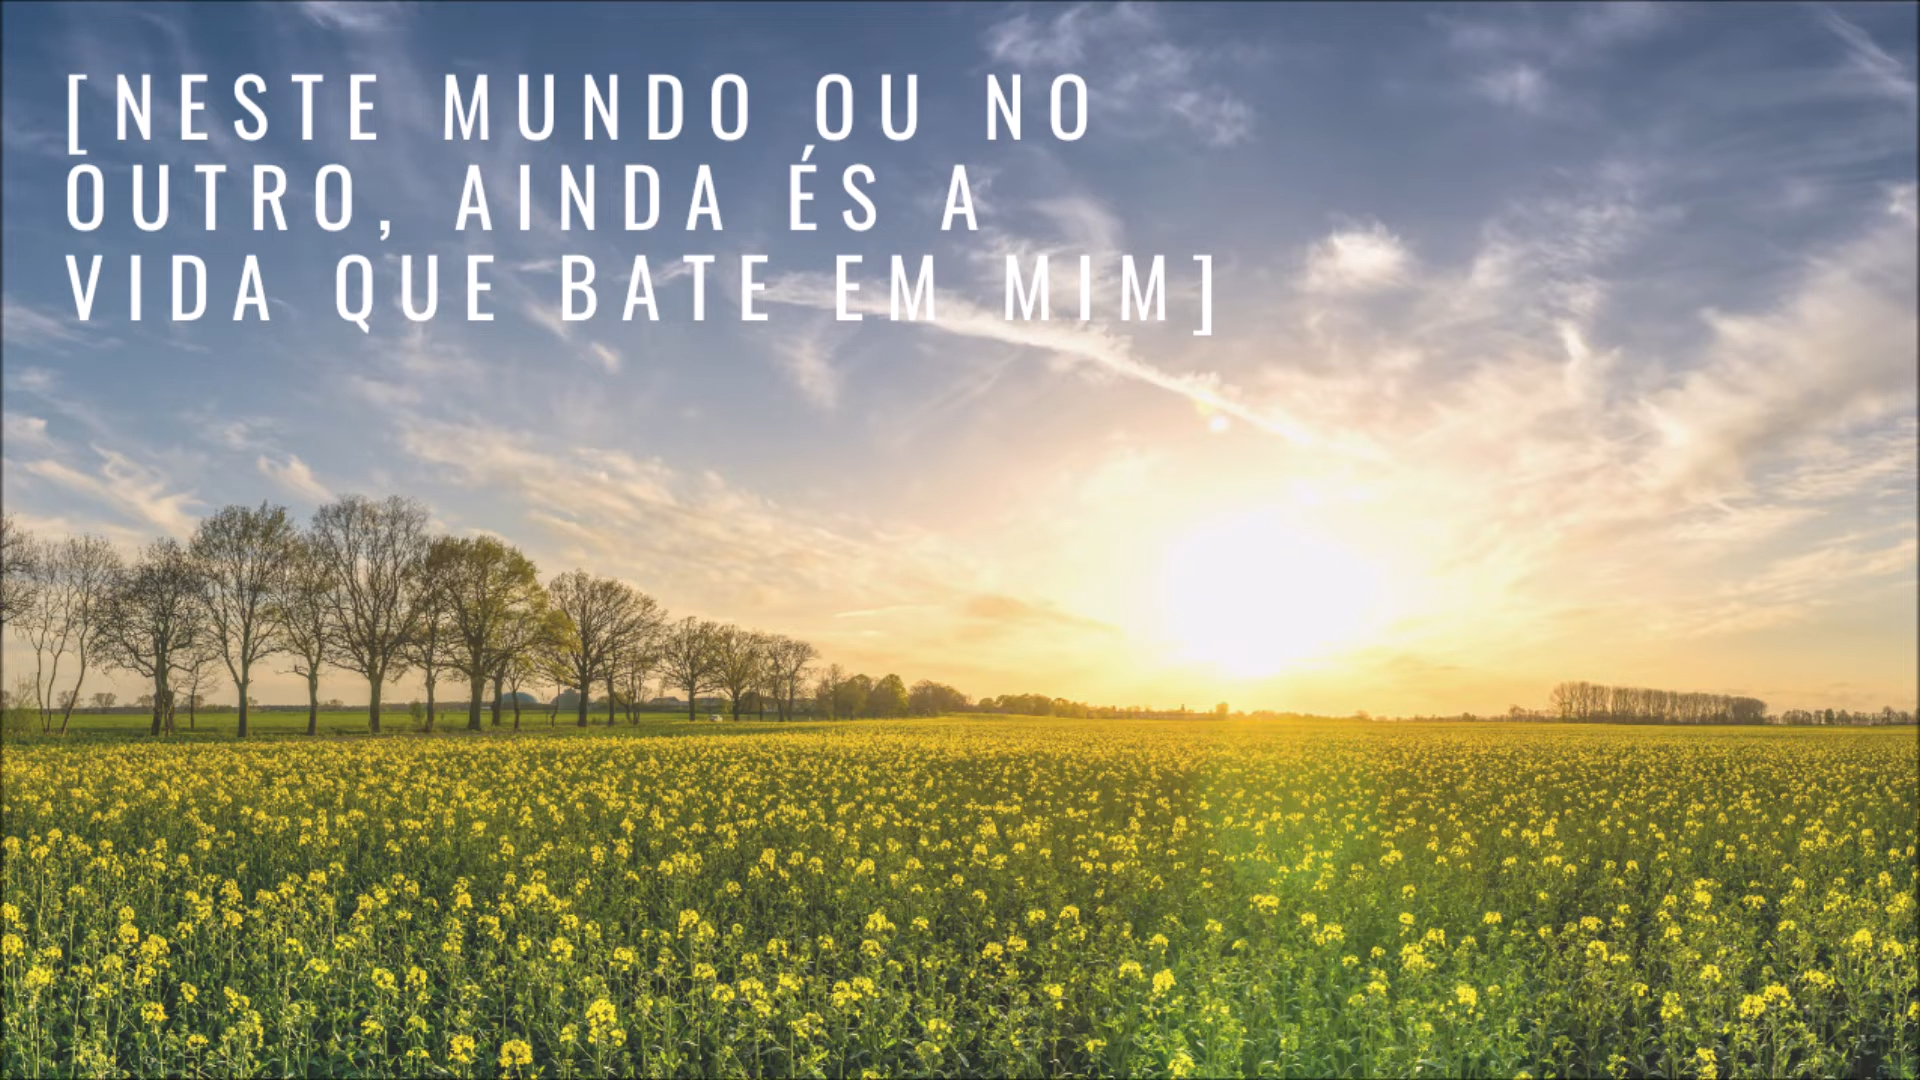 [NESTE MUNDO OU NO
OUTRO, AINDA ÉS A
VIDA QUE BATE EM MIM]